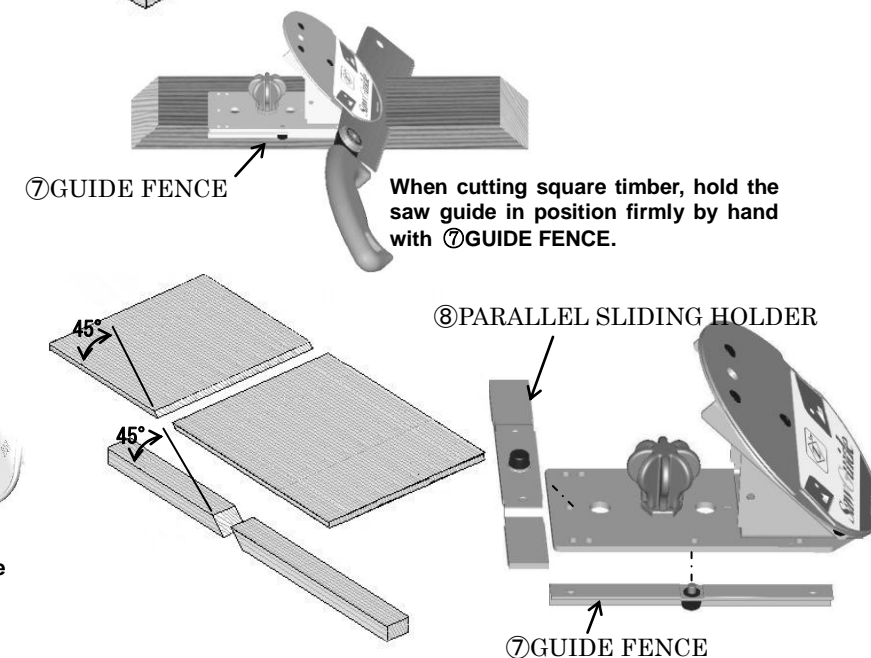 ⑦GUIDE FENCE
When cutting square timber, hold the
saw guide in position firmly by hand
with ⑦GUIDE FENCE.
45°
⑧PARALLEL SLIDING HOLDER
45°
e
⑦GUIDE FENCE